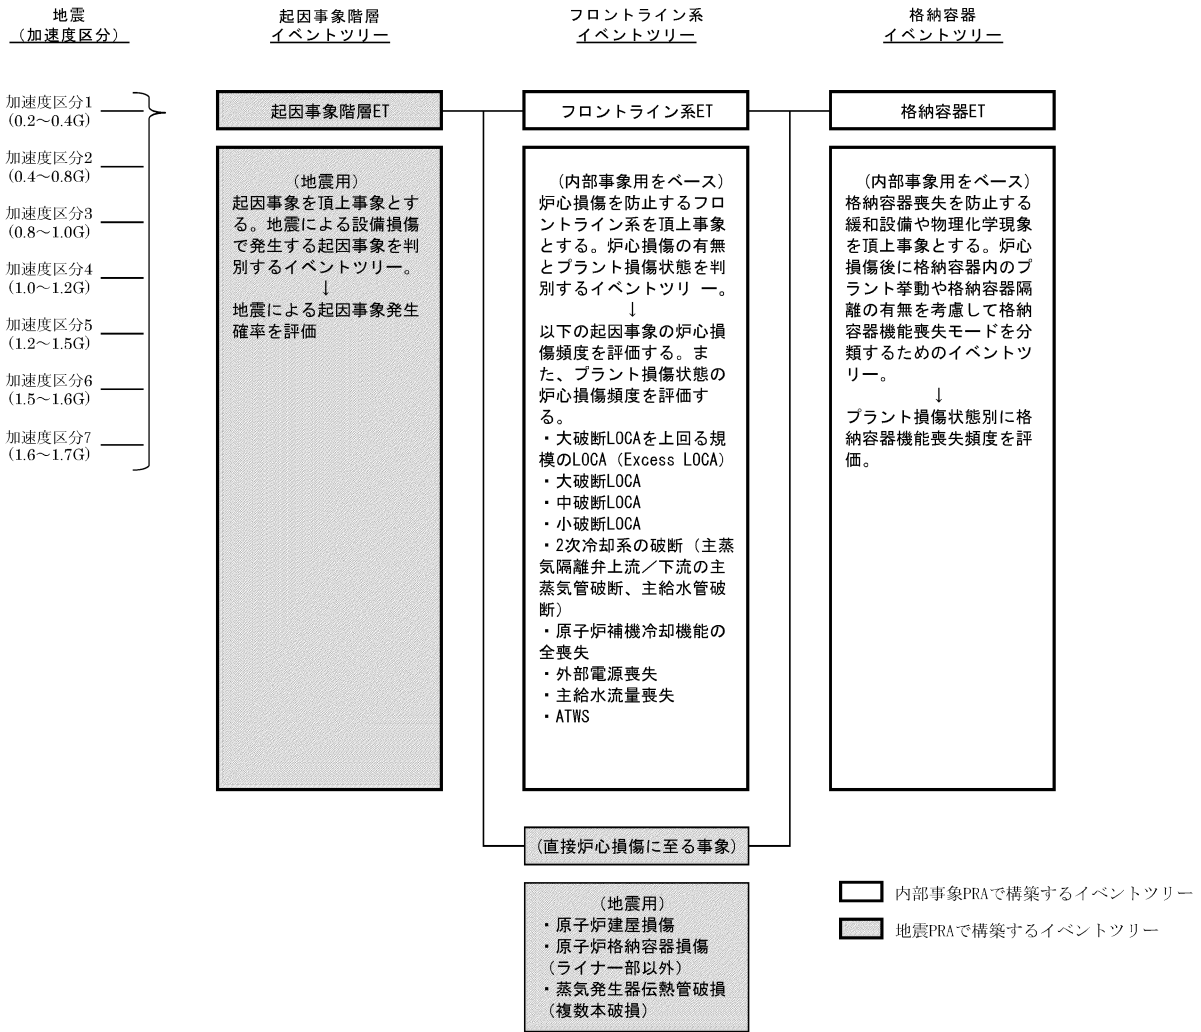 地震
(加速度区分)
起因事象階層
イベントツリー
フロントライン系
イベントツリー
格納容器
イベントツリー
加速度区分1
(0.2～0.4G)
加速度区分2
(0.4～0.8G)
加速度区分3
(0.8～1.0G)
加速度区分4
(1.0～1.2G)
加速度区分5
(1.2～1.5G)
加速度区分6
(1.5～1.6G)
加速度区分7
(1.6～1.7G)
起因事象階層ET
(地震用)
起因事象を頂上事象とす
る。地震による設備損傷
で発生する起因事象を判
別するイベントツリー。
↓
地震による起因事象発生
確率を評価
フロントライン系ET
(内部事象用をベース)
炉心損傷を防止するフロ
ントライン系を頂上事象
とする。炉心損傷の有無
とプラント損傷状態を判
別するイベントツリ ー。
↓
以下の起因事象の炉心損
傷頻度を評価する。ま
た、プラント損傷状態の
炉心損傷頻度を評価す
る。
・大破断LOCAを上回る規
模のLOCA (Excess LOCA)
・大破断LOCA
・中破断LOCA
・小破断LOCA
・2次冷却系の破断 (主蒸
気隔離弁上流／下流の主
蒸気管破断、主給水管破
断)
・原子炉補機冷却機能の
全喪失
・外部電源喪失
・主給水流量喪失
・ATWS
格納容器ET
(内部事象用をベース)
格納容器喪失を防止する
緩和設備や物理化学現象
を頂上事象とする。炉心
損傷後に格納容器内のプ
ラント挙動や格納容器隔
離の有無を考慮して格納
容器機能喪失モードを分
類するためのイベントツ
リー。
↓
プラント損傷状態別に格
納容器機能喪失頻度を評
価。
(直接炉心損傷に至る事象)
(地震用)
・原子炉建屋損傷
・原子炉格納容器損傷
(ライナー部以外)
・蒸気発生器伝熱管破損
(複数本破損)
内部事象PRAで構築するイベントツリー
地震PRAで構築するイベントツリー